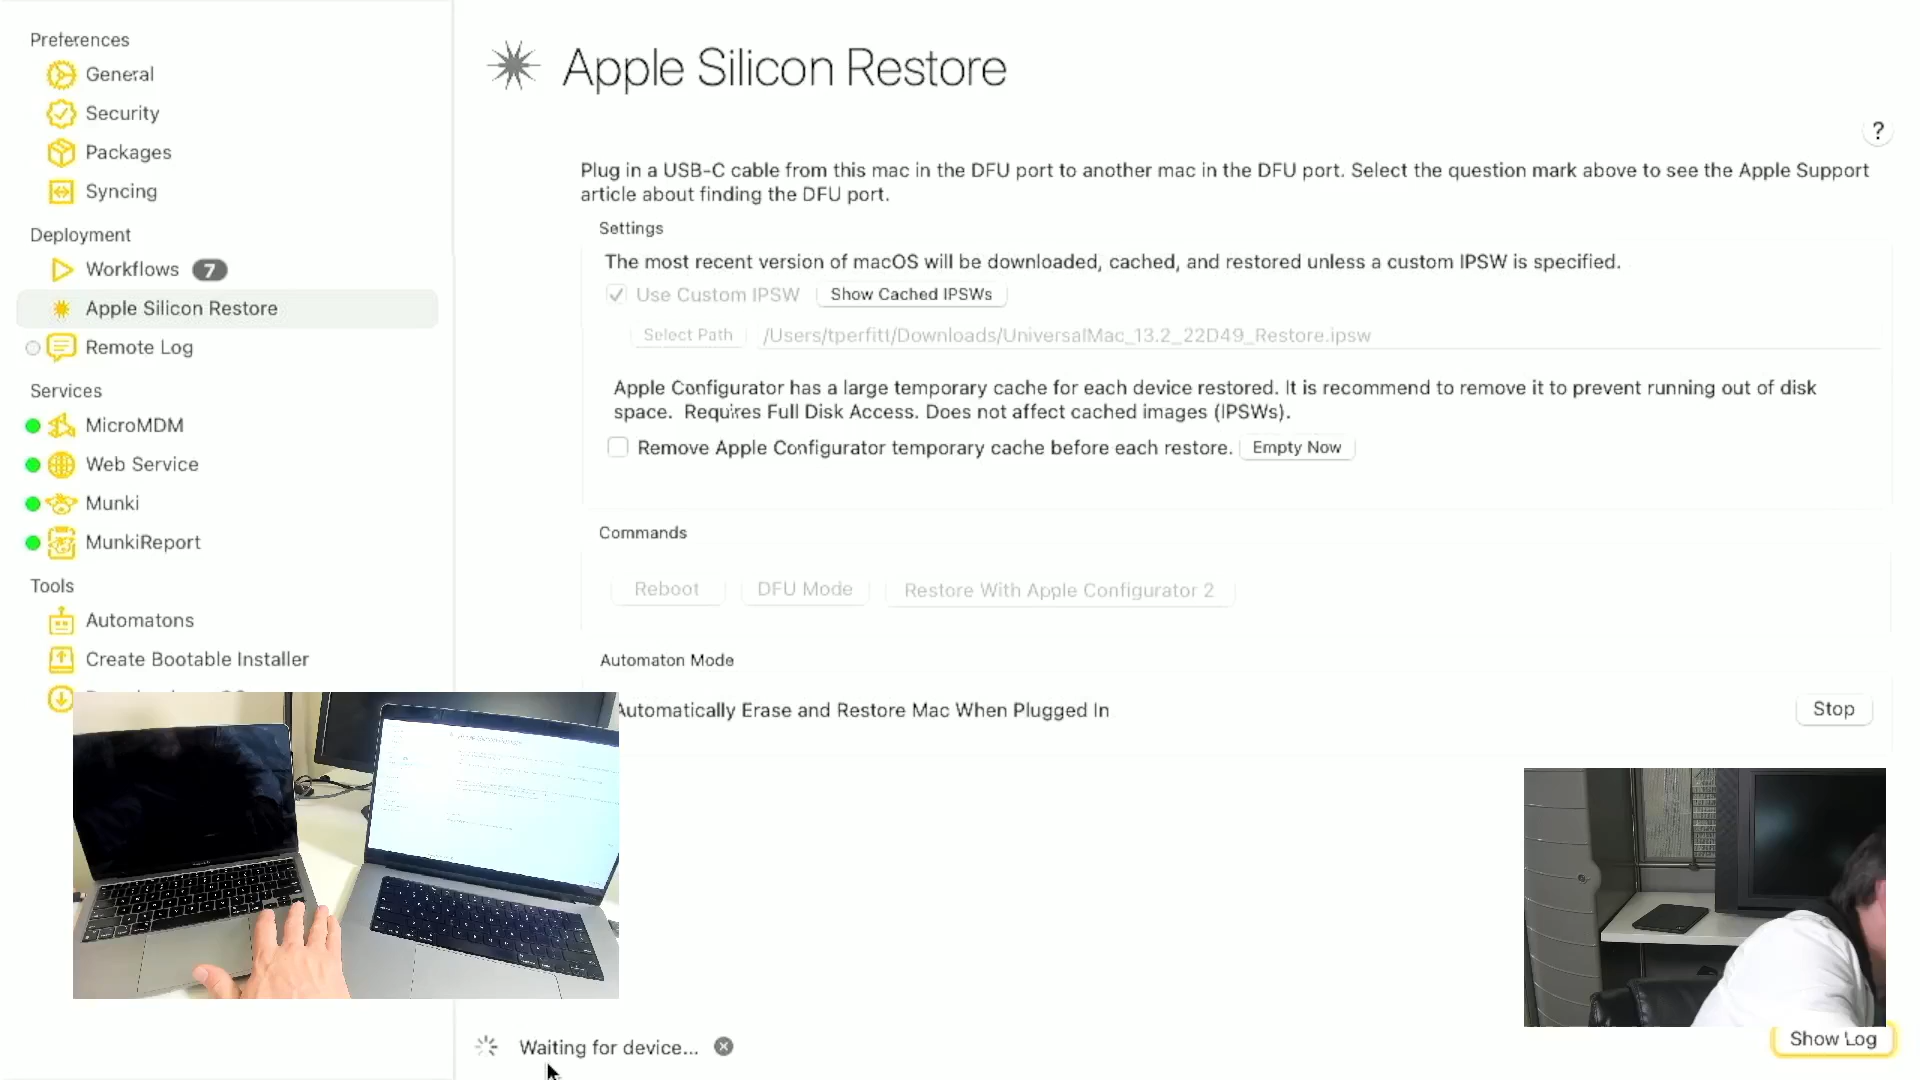 Preferences
General
Security
Packages
Syncing
Deployment
Workflows 7
Apple Silicon Restore
Remote Log
Services
MicroMDM
Web Service
Munki
MunkiReport
Tools
Automatons
Create Bootable Installer
Apple Silicon Restore
?
Plug in a USB-C cable from this mac in the DFU port to another mac in the DFU port. Select the question mark above to see the Apple Support
article about finding the DFU port.
Settings
The most recent version of macOS will be downloaded, cached, and restored unless a custom IPSW is specified.
Use Custom IPSW Show Cached IPSWs
Select Path /Users/tperfitt/Downloads/UniversalMac_13.2_22D49_Restore.ipsw
Apple Configurator has a large temporary cache for each device restored. It is recommend to remove it to prevent running out of disk
space. Requires Full Disk Access. Does not affect cached images (IPSWs).
Remove Apple Configurator temporary cache before each restore. Empty Now
Commands
Reboot DFU Mode Restore With Apple Configurator 2
Automaton Mode
Automatically Erase and Restore Mac When Plugged In Stop
Waiting for device...
Show Log